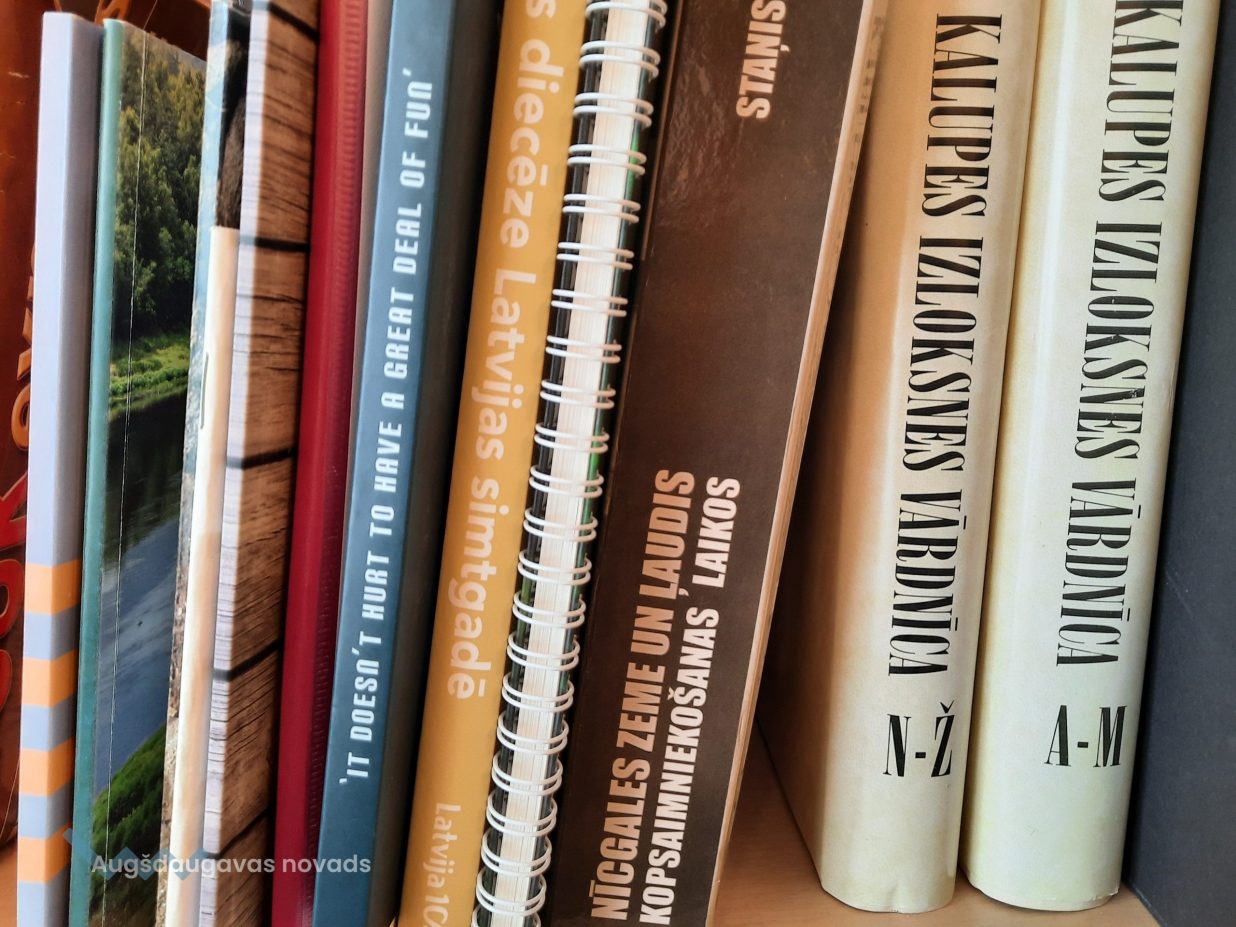 'IT DOESN'T HURT TO HAVE A GREAT DEAL OF FUN'
diecēze Latvijas simtgadē
Latvija
NĪCGALES ZEME UN ĻAUDIS
KOPSAIMNIEKOŠANAS LAIKOS
KALUPES IZLOKSNES VĀRDNĪCA
N-Ž
KALUPES IZLOKSNES VĀRDNĪCA
A-M
Augšdaugavas novads